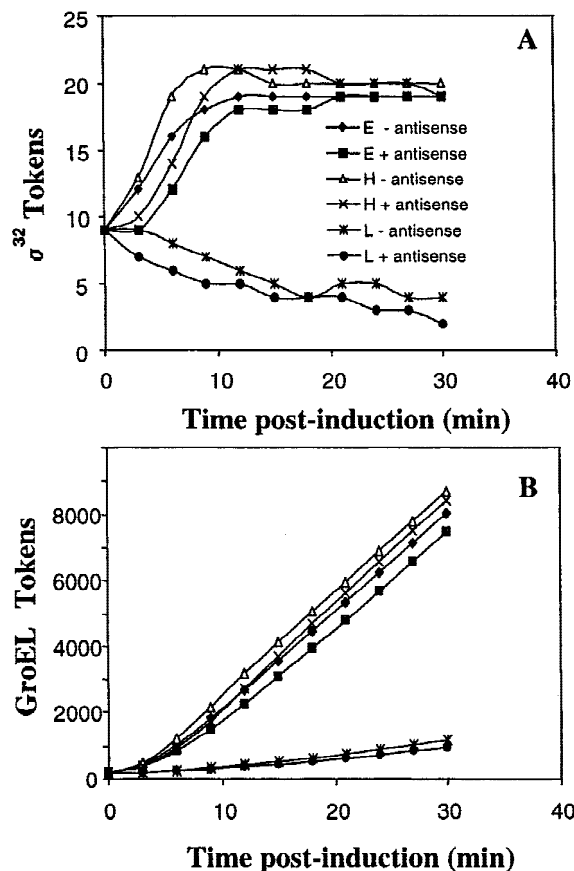 A
25
20
15
10
5
0
σ32 Tokens
E - antisense
E + antisense
H - antisense
H + antisense
L - antisense
L + antisense
0 10 20 30 40
Time post-induction (min)
B
8000
6000
4000
2000
0
GroEL Tokens
0 10 20 30 40
Time post-induction (min)